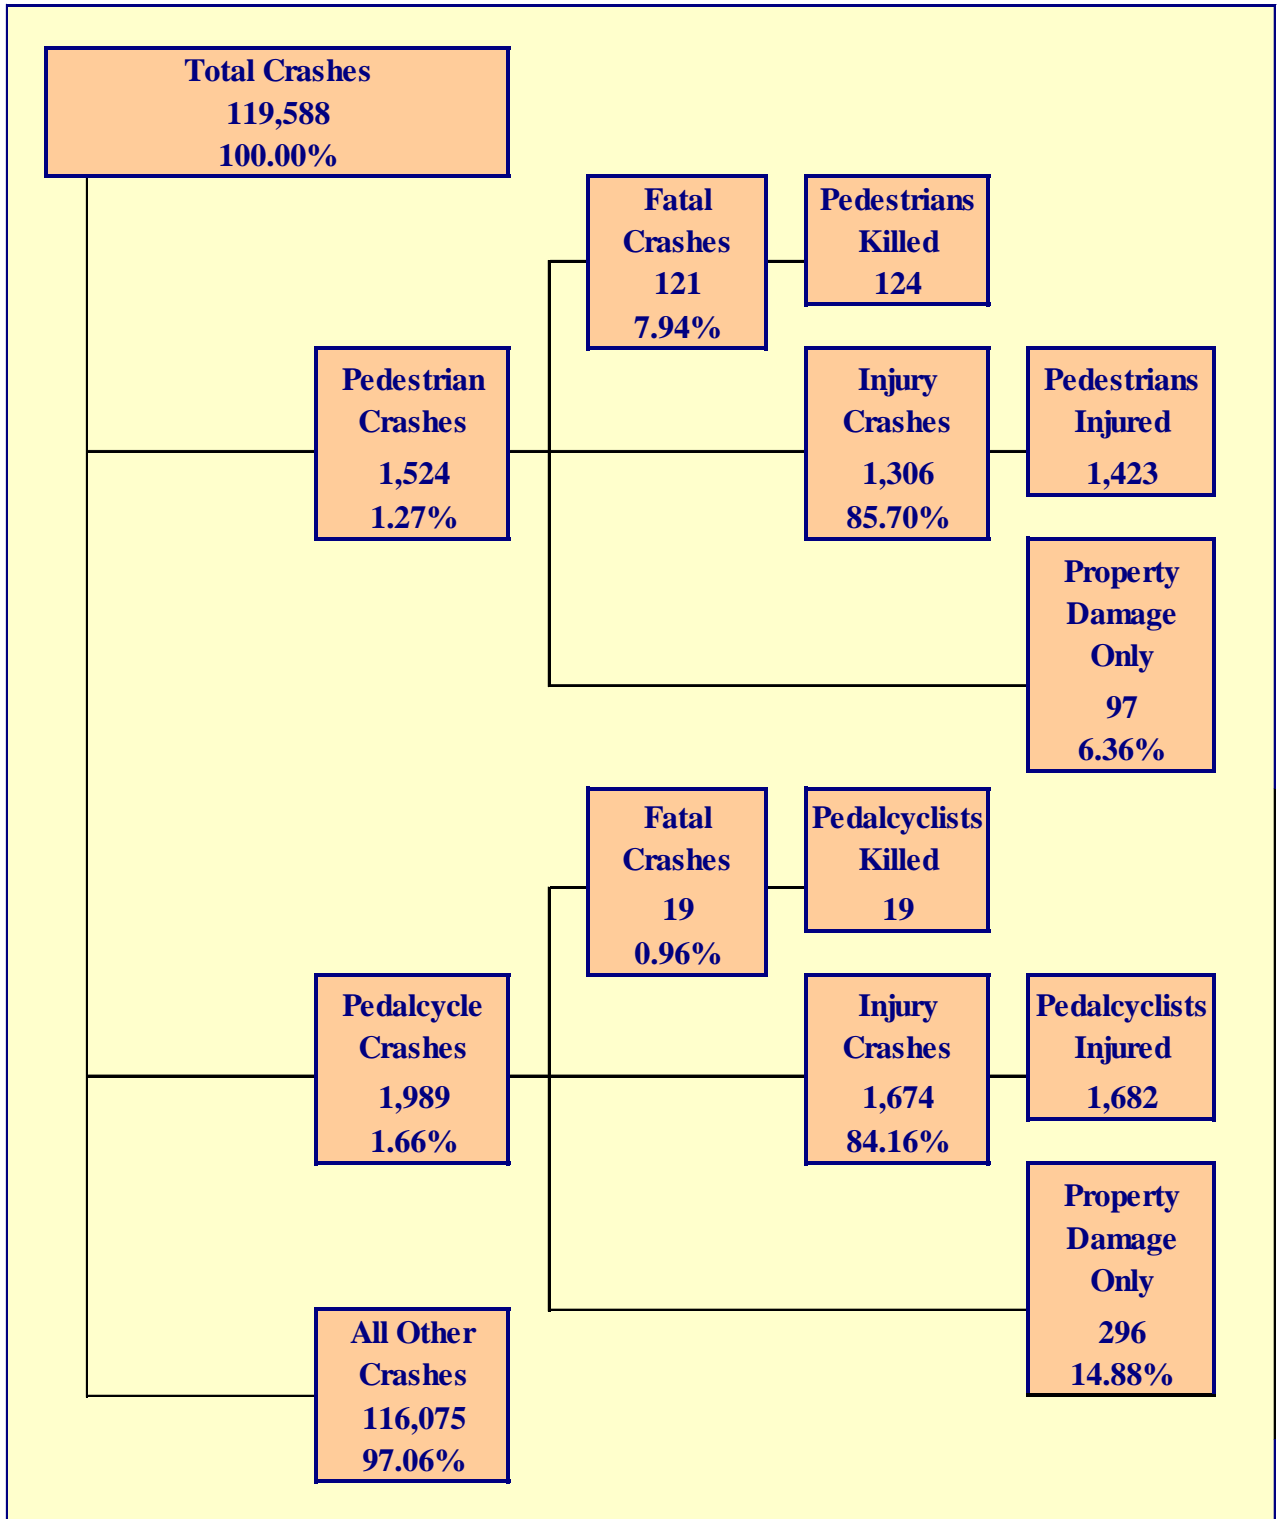 Total Crashes
119,588
100.00%
Fatal
Crashes
121
7.94%
Pedestrians
Killed
124
Pedestrian
Crashes
1,524
1.27%
Injury
Crashes
1,306
85.70%
Pedestrians
Injured
1,423
Property
Damage
Only
97
6.36%
Fatal
Crashes
19
0.96%
Pedalcyclists
Killed
19
Pedalcycle
Crashes
1,989
1.66%
Injury
Crashes
1,674
84.16%
Pedalcyclists
Injured
1,682
Property
Damage
Only
296
14.88%
All Other
Crashes
116,075
97.06%